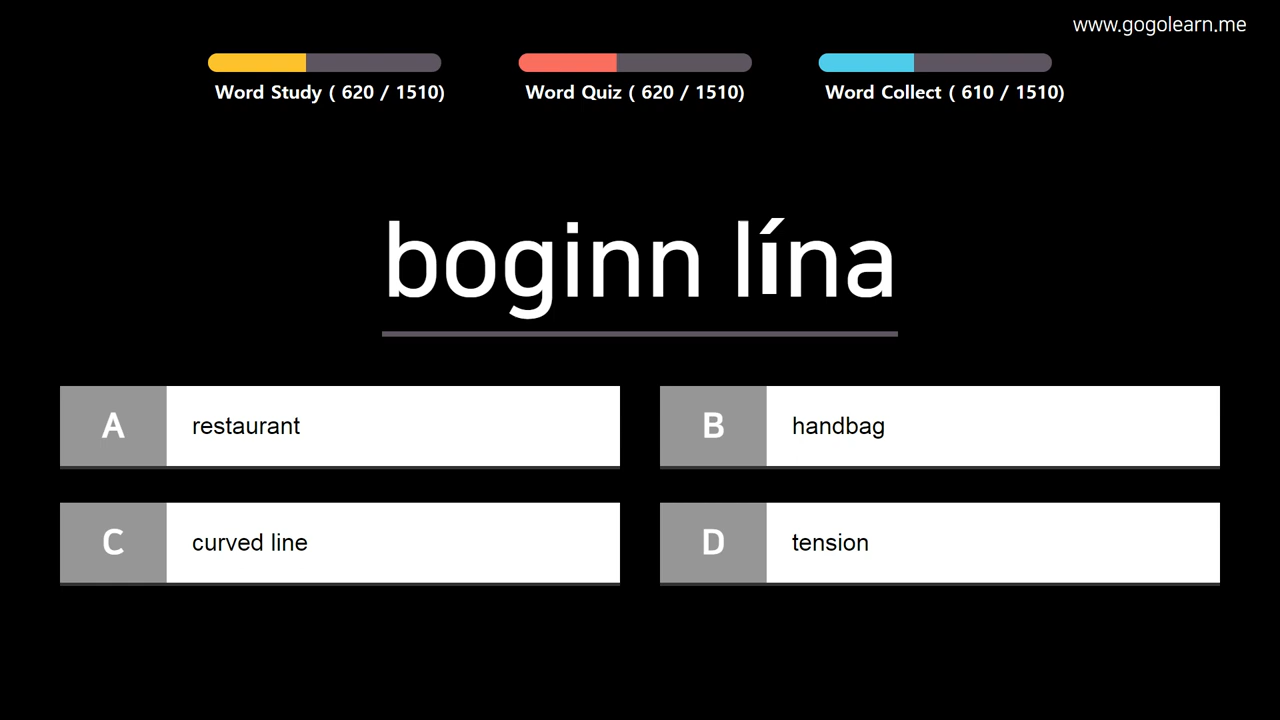 www.gogolearn.me
Word Study ( 620 / 1510)
Word Quiz ( 620 / 1510)
Word Collect ( 610 / 1510)
boginn lína
A restaurant
B handbag
C curved line
D tension